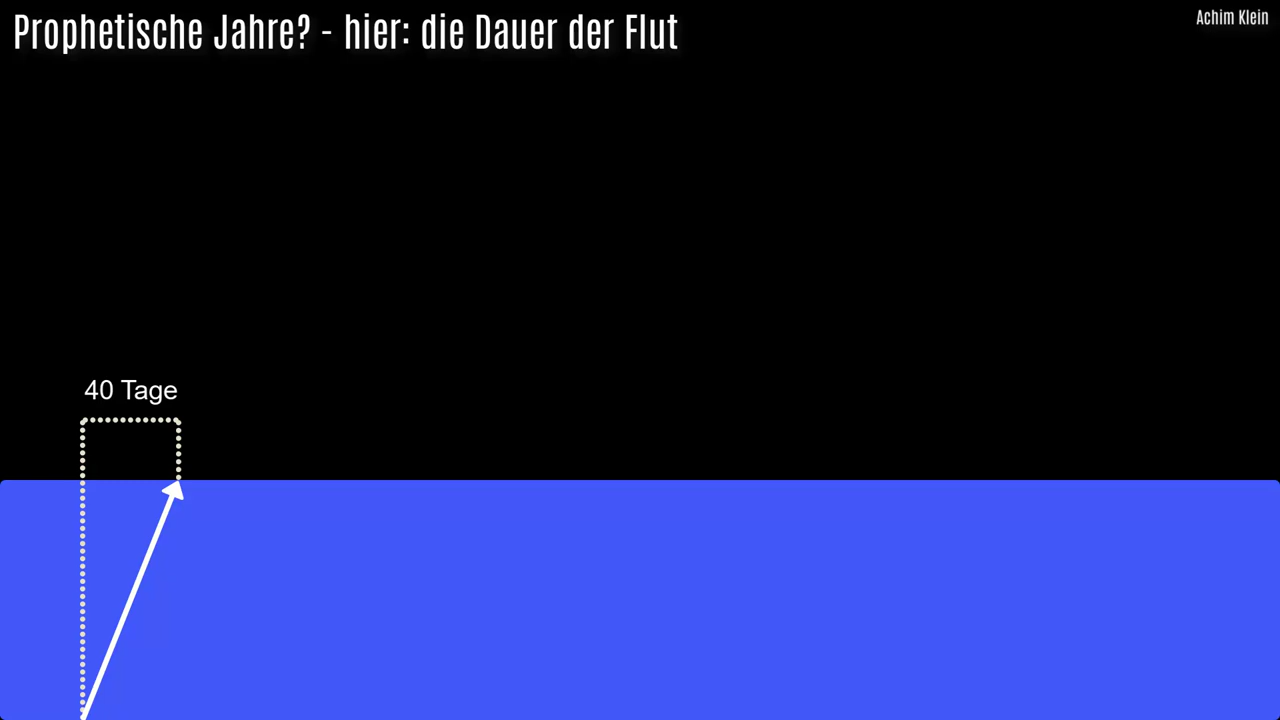 Prophetische Jahre? - hier: die Dauer der Flut
Achim Klein
40 Tage